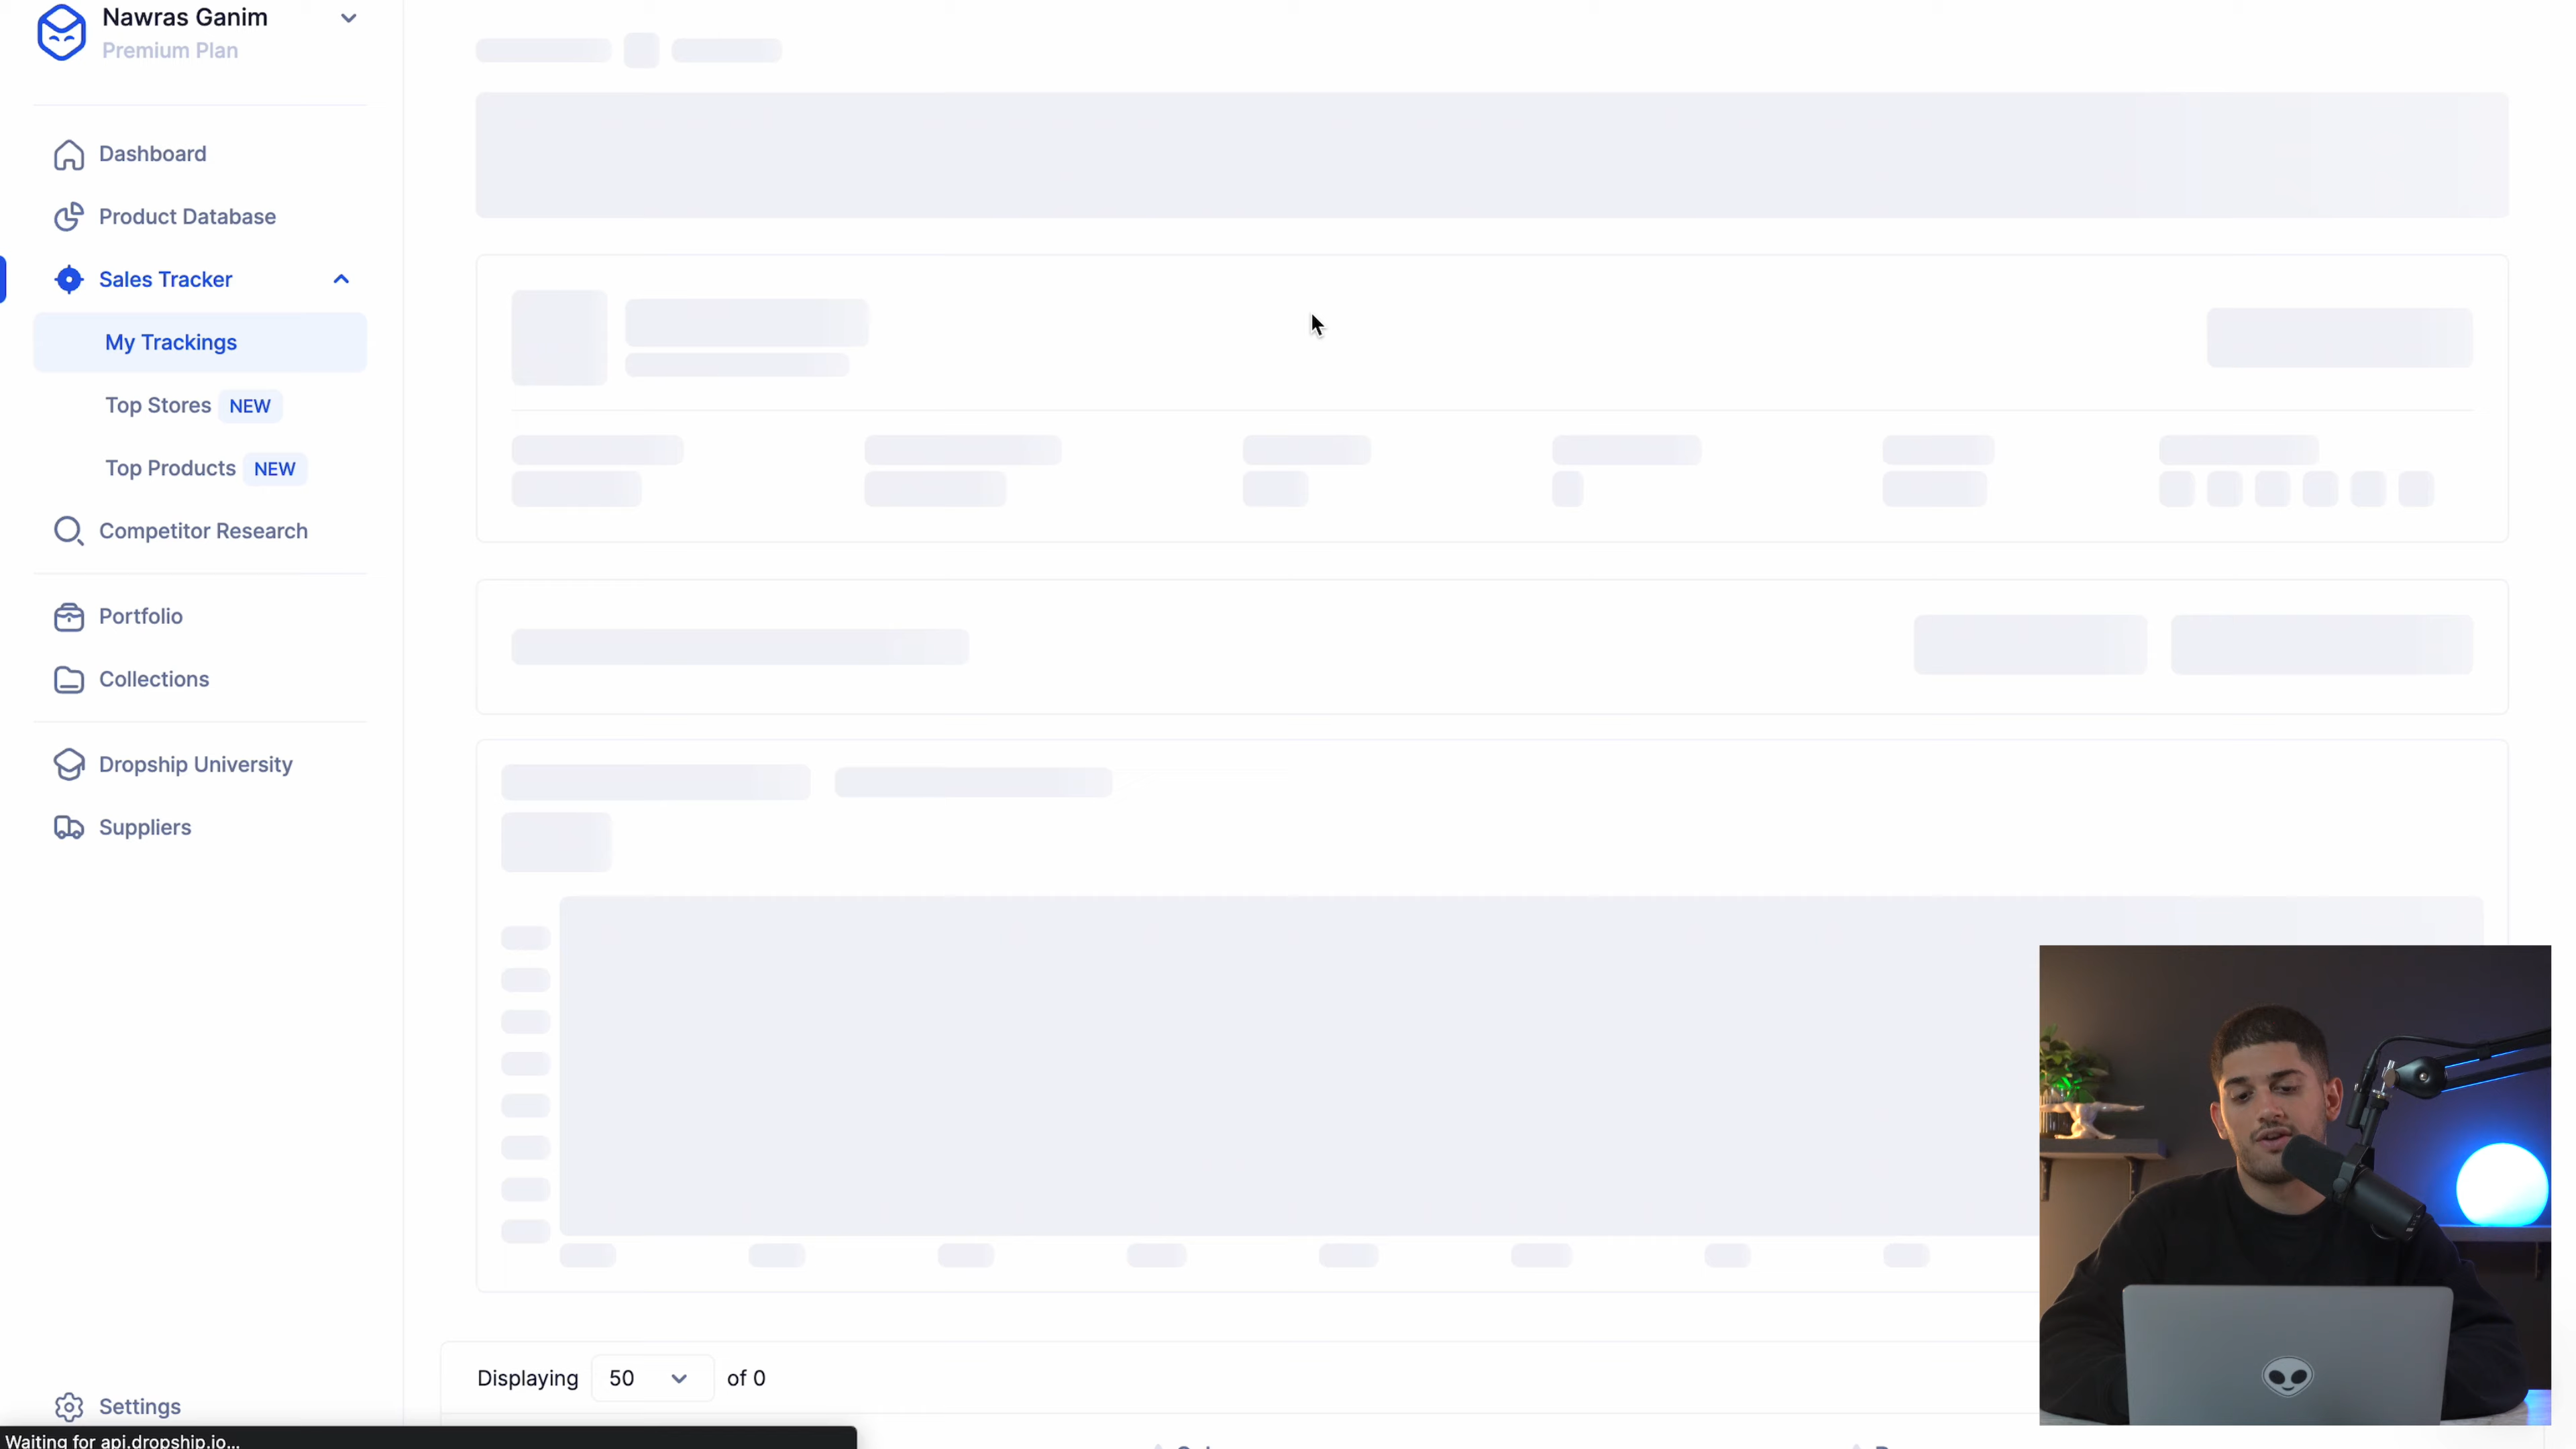 Nawras Ganim
Premium Plan
Dashboard
Product Database
Sales Tracker
My Trackings
Top Stores NEW
Top Products NEW
Competitor Research
Portfolio
Collections
Dropship University
Suppliers
Settings
Displaying 50 of 0
Waiting for api.dropship.io...